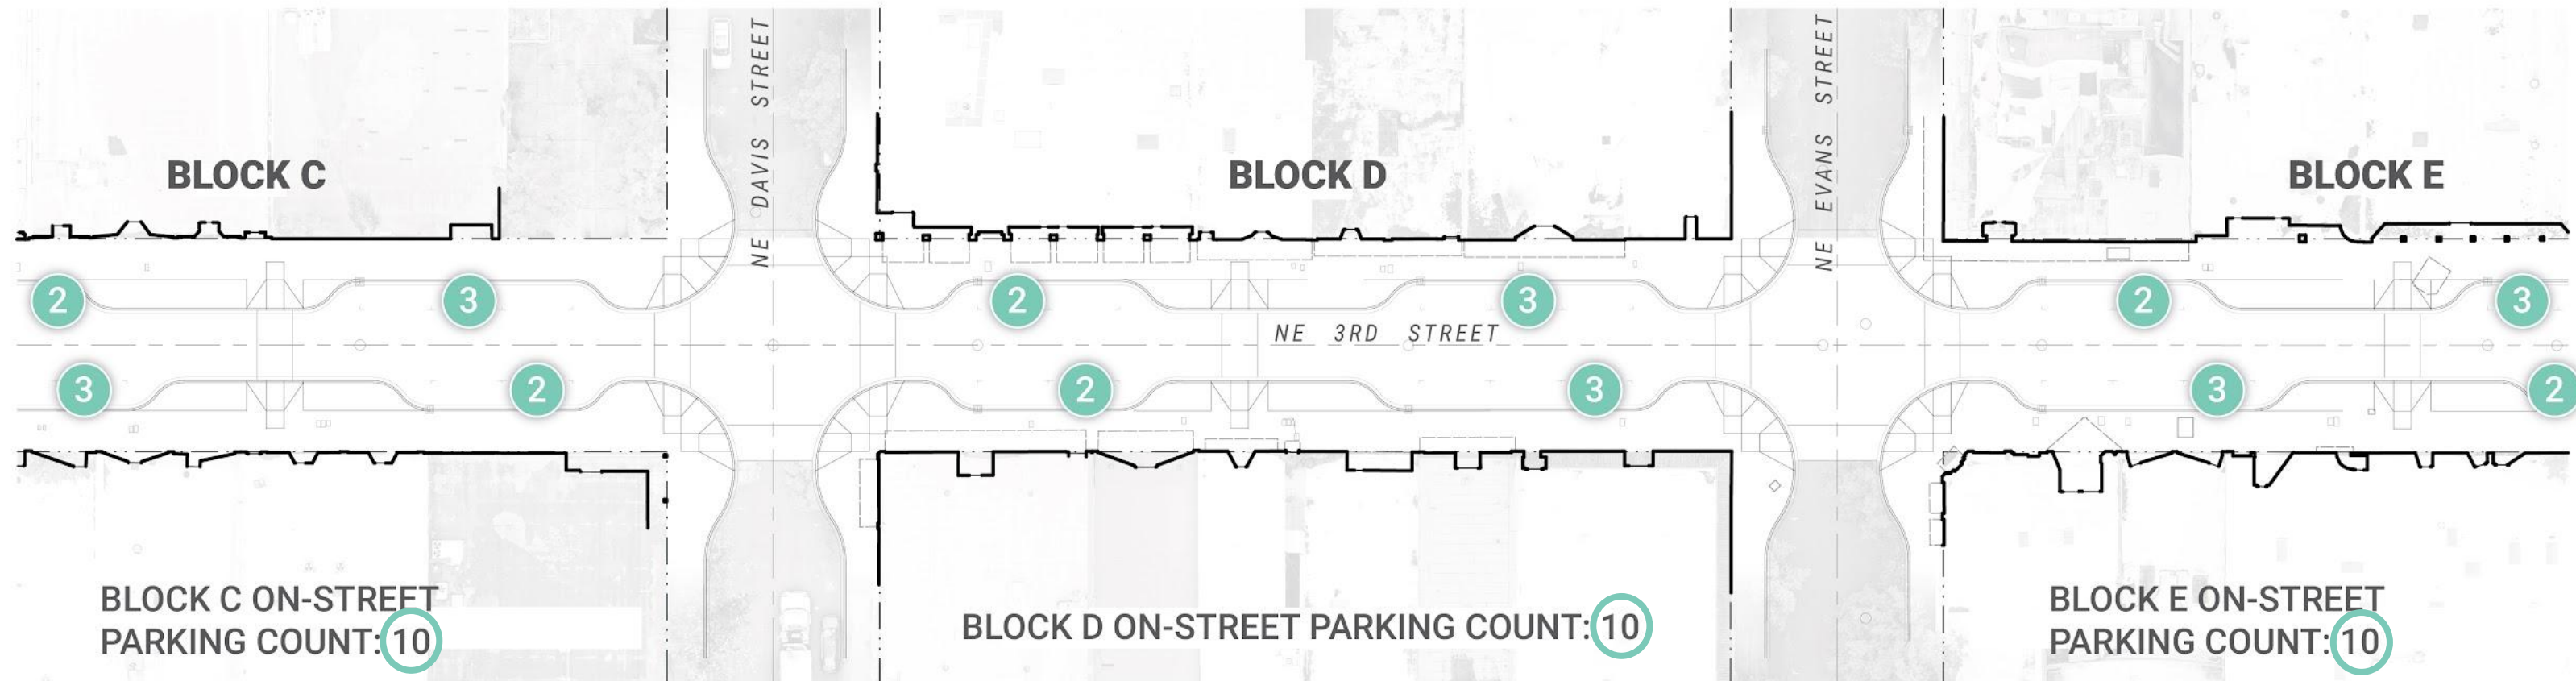 BLOCK C
NE DAVIS STREET
BLOCK D
NE EVANS STREET
BLOCK E
2
3
2
3
2
3
NE 3RD STREET
3
2
2
3
3
2
BLOCK C ON-STREET
PARKING COUNT: 10
BLOCK D ON-STREET PARKING COUNT: 10
BLOCK E ON-STREET
PARKING COUNT: 10